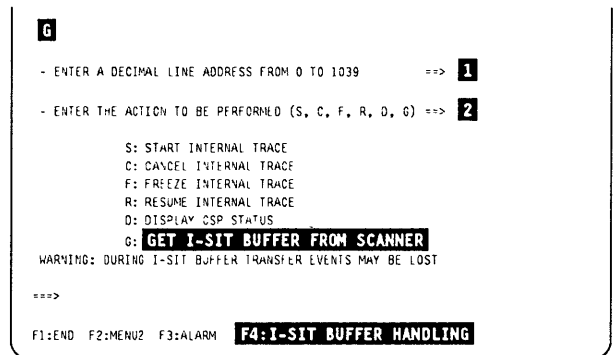 G
- ENTER A DECIMAL LINE ADDRESS FROM 0 TO 1039 ==> 1
- ENTER THE ACTION TO BE PERFORMED (S, C, F, R, D, G) ==> 2
S: START INTERNAL TRACE
C: CANCEL INTERNAL TRACE
F: FREEZE INTERNAL TRACE
R: RESUME INTERNAL TRACE
D: DISPLAY CSP STATUS
G: GET I-SIT BUFFER FROM SCANNER
WARNING: DURING I-SIT BUFFER TRANSFER EVENTS MAY BE LOST
===>
F1:END F2:MENU2 F3:ALARM F4:I-SIT BUFFER HANDLING